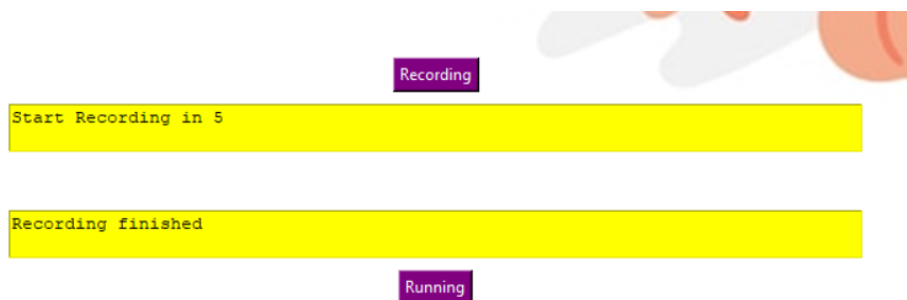 Recording
Start Recording in 5
Recording finished
Running